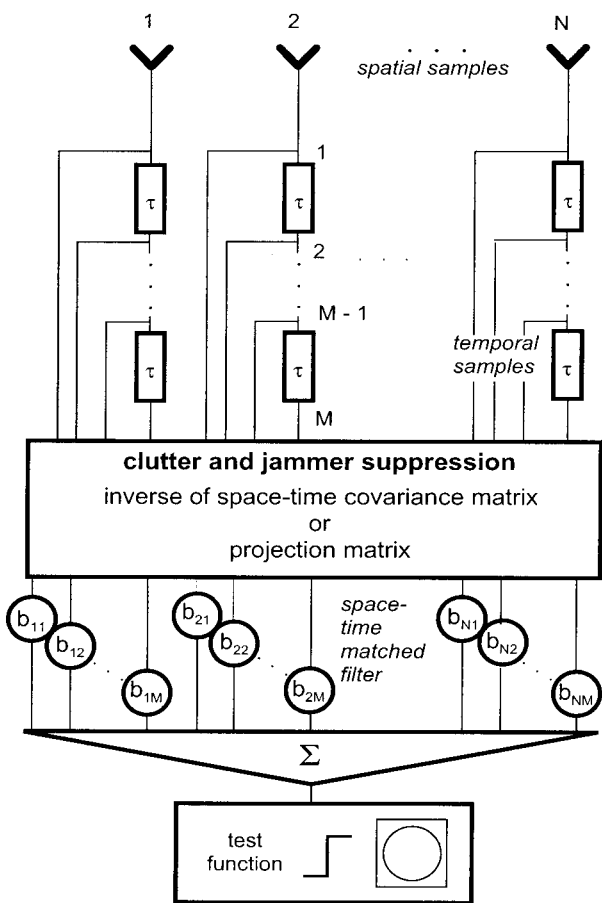 1 2 . . . N
spatial samples
1
τ τ τ
2
M - 1
temporal
samples
τ τ τ
M
clutter and jammer suppression
inverse of space-time covariance matrix
or
projection matrix
b11 b12 b1M b21 b22 b2M bN1 bN2 bNM
space-
time
matched
filter
Σ
test
function